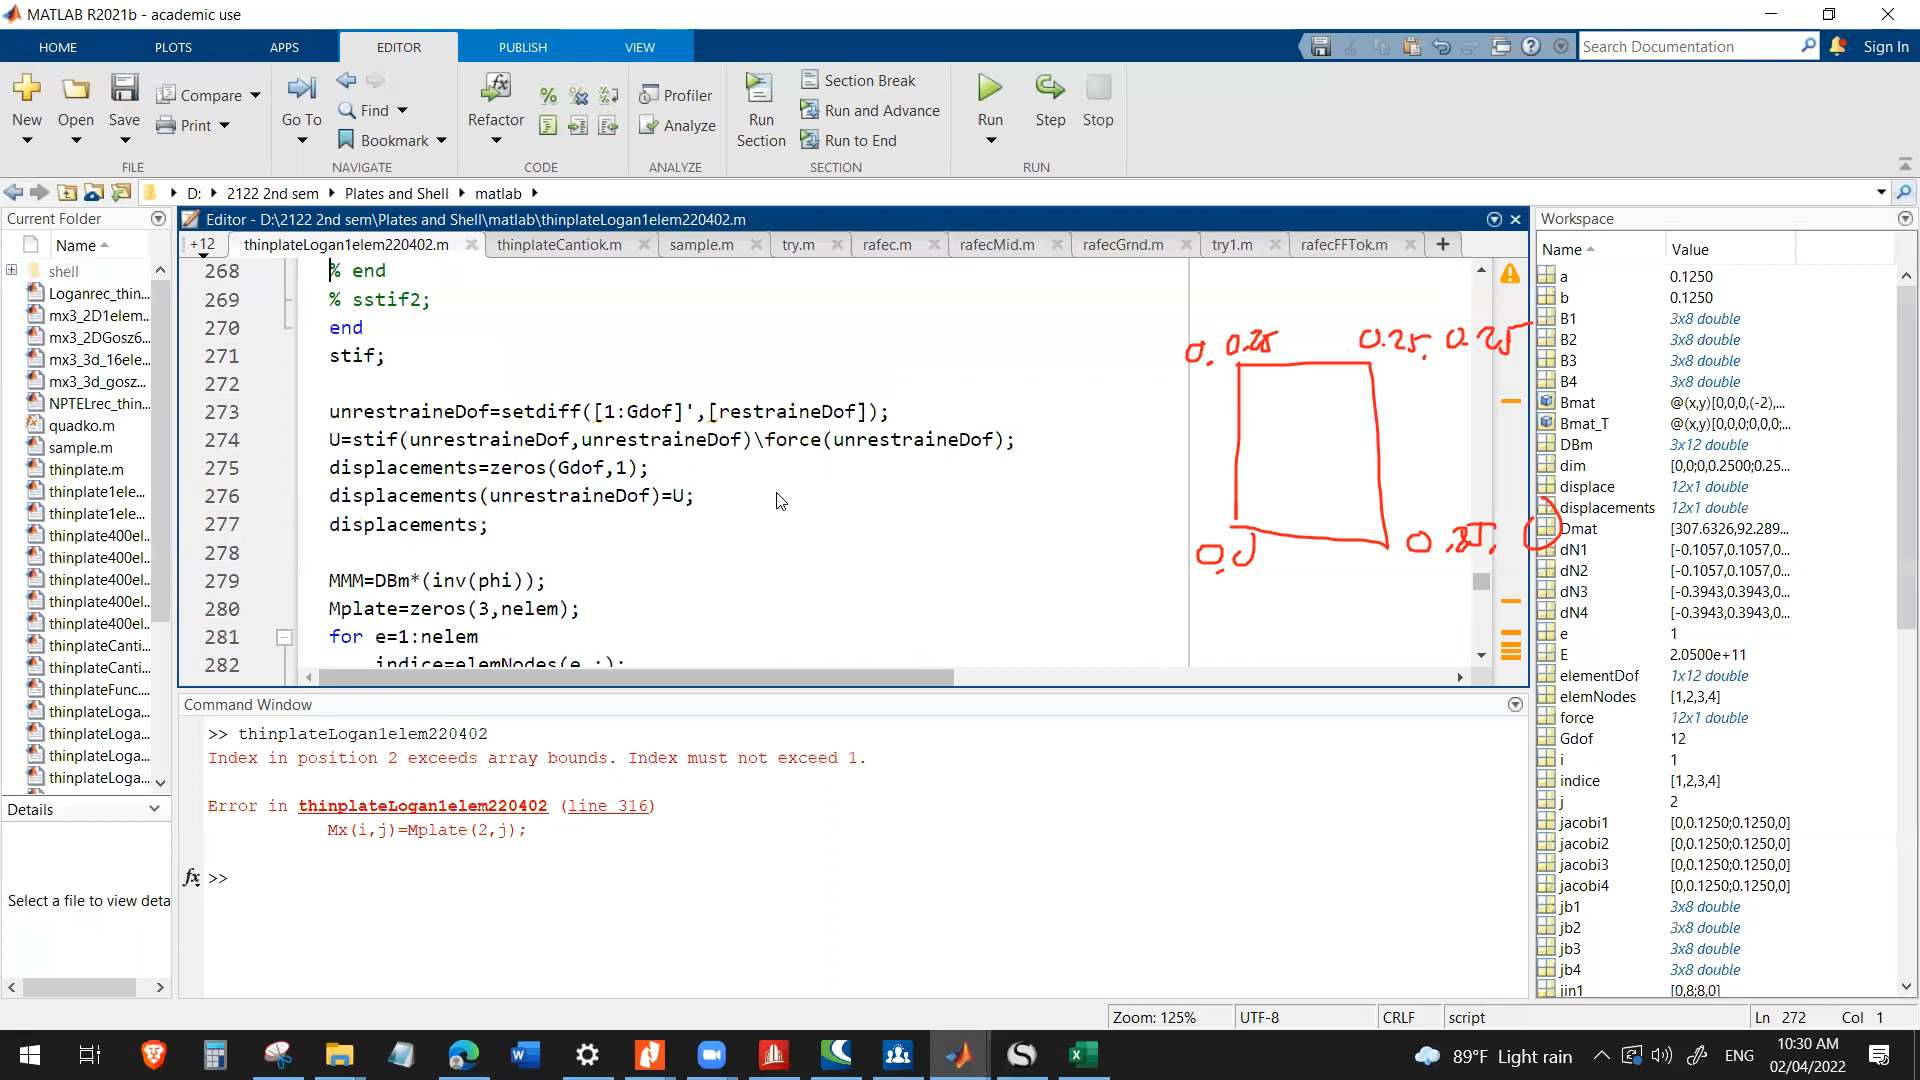 MATLAB R2021b - academic use
HOME PLOTS APPS EDITOR PUBLISH VIEW
Search Documentation
Sign In
New
Open
Save
Compare
Print
FILE
Go To
Find
Bookmark
NAVIGATE
Refactor
CODE
Profiler
Analyze
ANALYZE
Run Section
Section Break
Run and Advance
Run to End
SECTION
Run
Step
Stop
RUN
D: 2122 2nd sem Plates and Shell matlab
Current Folder
Name
shell
Loganrec_thin...
mx3_2D1elem...
mx3_2DGosz6...
mx3_3d_16ele...
mx3_3d_gosz...
NPTELrec_thin...
quadko.m
sample.m
thinplate.m
thinplate1ele...
thinplate1ele...
thinplate400el...
thinplate400el...
thinplate400el...
thinplate400el...
thinplate400el...
thinplateCanti...
thinplateCanti...
thinplateFunc...
thinplateLoga...
thinplateLoga...
thinplateLoga...
thinplateLoga...
Details
Select a file to view deta
Editor - D:\2122 2nd sem\Plates and Shell\matlab\thinplateLogan1elem220402.m
+12 thinplateLogan1elem220402.m thinplateCantiok.m sample.m try.m rafec.m rafecMid.m rafecGrnd.m try1.m rafecFFTok.m
268 % end
269 % sstif2;
270 end
271 stif;
272
273 unrestraineDof=setdiff([1:Gdof]',[restraineDof]);
274 U=stif(unrestraineDof,unrestraineDof)\force(unrestraineDof);
275 displacements=zeros(Gdof,1);
276 displacements(unrestraineDof)=U;
277 displacements;
278
279 MMM=DBm*(inv(phi));
280 Mplate=zeros(3,nelem);
281 for e=1:nelem
282 indice=elemNodes(e,:);
0, 0.25
0.25, 0.25
0,0
0.25, 0
Command Window
>> thinplateLogan1elem220402
Index in position 2 exceeds array bounds. Index must not exceed 1.
Error in thinplateLogan1elem220402 (line 316)
Mx(i,j)=Mplate(2,j);
fx >>
Workspace
Name Value
a 0.1250
b 0.1250
B1 3x8 double
B2 3x8 double
B3 3x8 double
B4 3x8 double
Bmat @(x,y)[0,0,0,(-2),...
Bmat_T @(x,y)[0,0,0;0,0,0;...
DBm 3x12 double
dim [0,0;0,0.2500;0.25...
displace 12x1 double
displacements 12x1 double
Dmat [307.6326,92.289...
dN1 [-0.1057,0.1057,0...
dN2 [-0.1057,0.1057,0...
dN3 [-0.3943,0.3943,0...
dN4 [-0.3943,0.3943,0...
e 1
E 2.0500e+11
elementDof 1x12 double
elemNodes [1,2,3,4]
force 12x1 double
Gdof 12
i 1
indice [1,2,3,4]
j 2
jacobi1 [0,0.1250;0.1250,0]
jacobi2 [0,0.1250;0.1250,0]
jacobi3 [0,0.1250;0.1250,0]
jacobi4 [0,0.1250;0.1250,0]
jb1 3x8 double
jb2 3x8 double
jb3 3x8 double
jb4 3x8 double
jin1 [0,8;8,0]
Zoom: 125% UTF-8 CRLF script Ln 272 Col 1
89°F Light rain
ENG
10:30 AM
02/04/2022